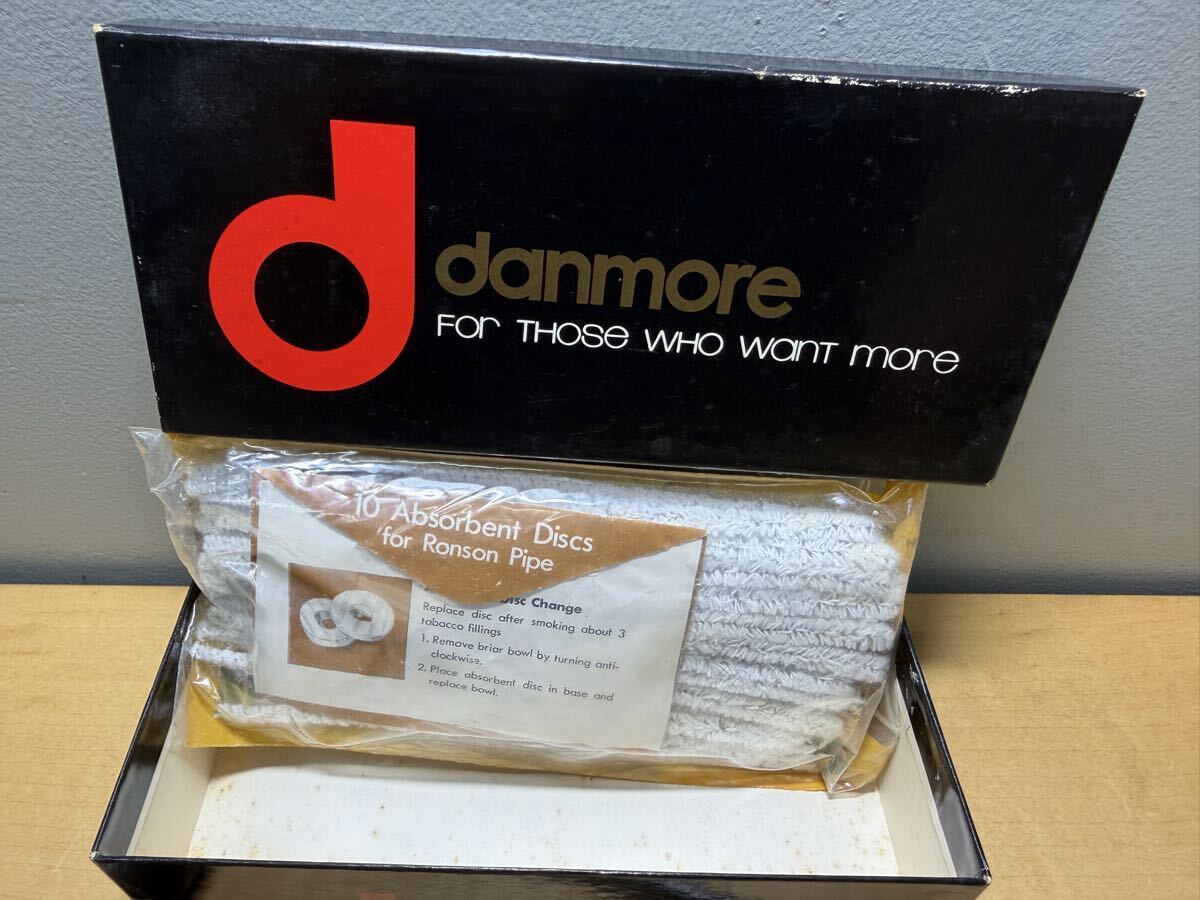 d
danmore
For THOSE WHO WanT more
10 Absorbent Discs
for Ronson Pipe
Disc Change
Replace disc after smoking about 3
tobacco fillings
1. Remove briar bowl by turning anti-
clockwise.
2. Place absorbent disc in base and
replace bowl.